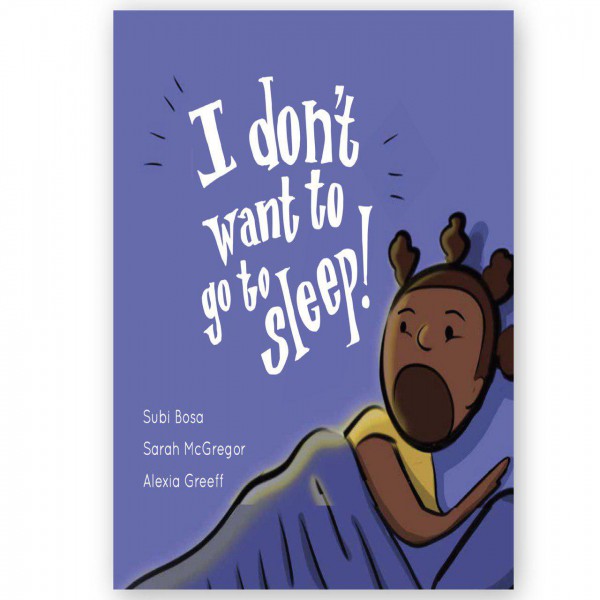 I don't
want to
go to
sleep!
Subi Bosa
Sarah McGregor
Alexia Greeff